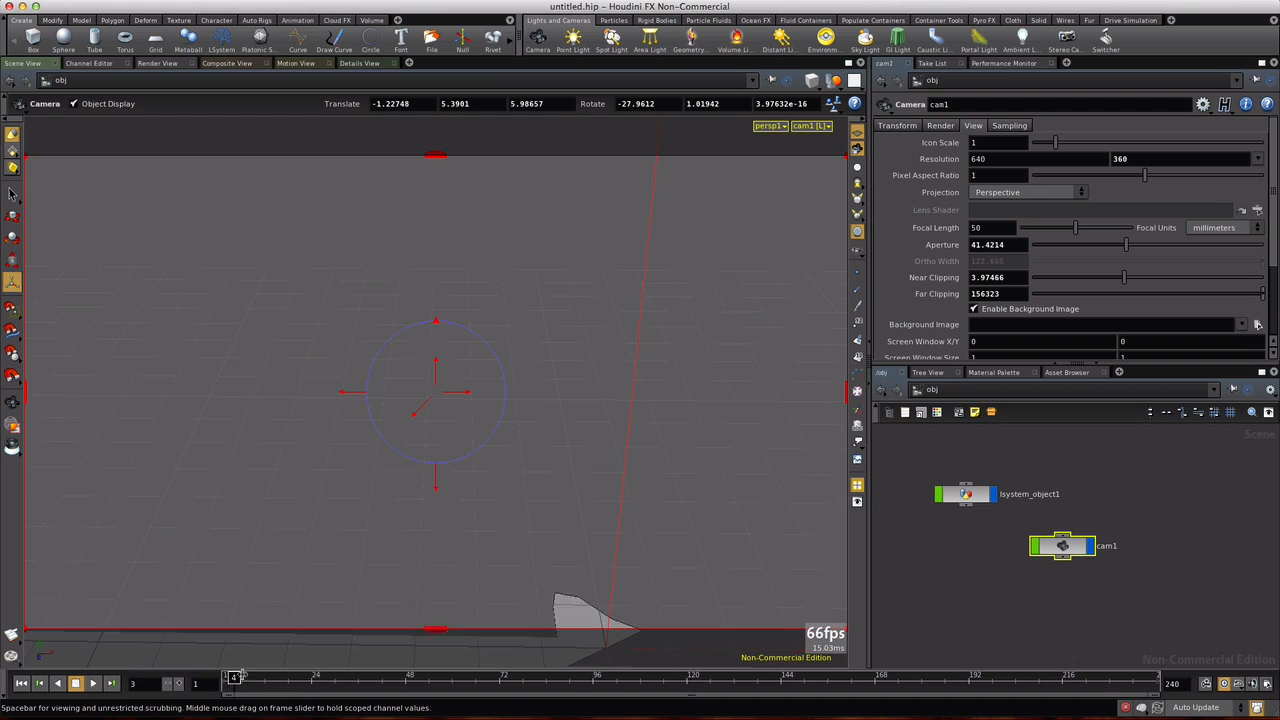 untitled.hip – Houdini FX Non-Commercial
Create Modify Model Polygon Deform Texture Character Auto Rigs Animation Cloud FX Volume
Lights and Cameras Particles Rigid Bodies Particle Fluids Ocean FX Fluid Containers Populate Containers Container Tools Pyro FX Cloth Solid Wires Fur Drive Simulation
Box Sphere Tube Torus Grid Metaball LSystem Platonic S... Curve Draw Curve Circle Font File Null Rivet
Camera Point Light Spot Light Area Light Geometry... Volume Li... Distant Li... Environm... Sky Light GI Light Caustic Li... Portal Light Ambient L... Stereo Ca... Switcher
Scene View Channel Editor Render View Composite View Motion View Details View
cam1 Take List Performance Monitor
obj
obj
Camera Object Display Translate -1.22748 5.3901 5.98657 Rotate -27.9612 1.01942 3.97632e-16
Camera cam1
persp1 cam1 [L]
Transform Render View Sampling
Icon Scale 1
Resolution 640 360
Pixel Aspect Ratio 1
Projection Perspective
Lens Shader
Focal Length 50 Focal Units millimeters
Aperture 41.4214
Ortho Width 122.665
Near Clipping 3.97466
Far Clipping 156323
Enable Background Image
Background Image
Screen Window X/Y 0 0
Screen Window Size 1 1
/obj Tree View Material Palette Asset Browser
obj
Scene
lsystem_object1
cam1
Non-Commercial Edition
66fps
15.03ms
Non-Commercial Edition
3 1 4 24 48 72 96 120 144 168 192 216 2 240
Spacebar for viewing and unrestricted scrubbing. Middle mouse drag on frame slider to hold scoped channel values.
Auto Update